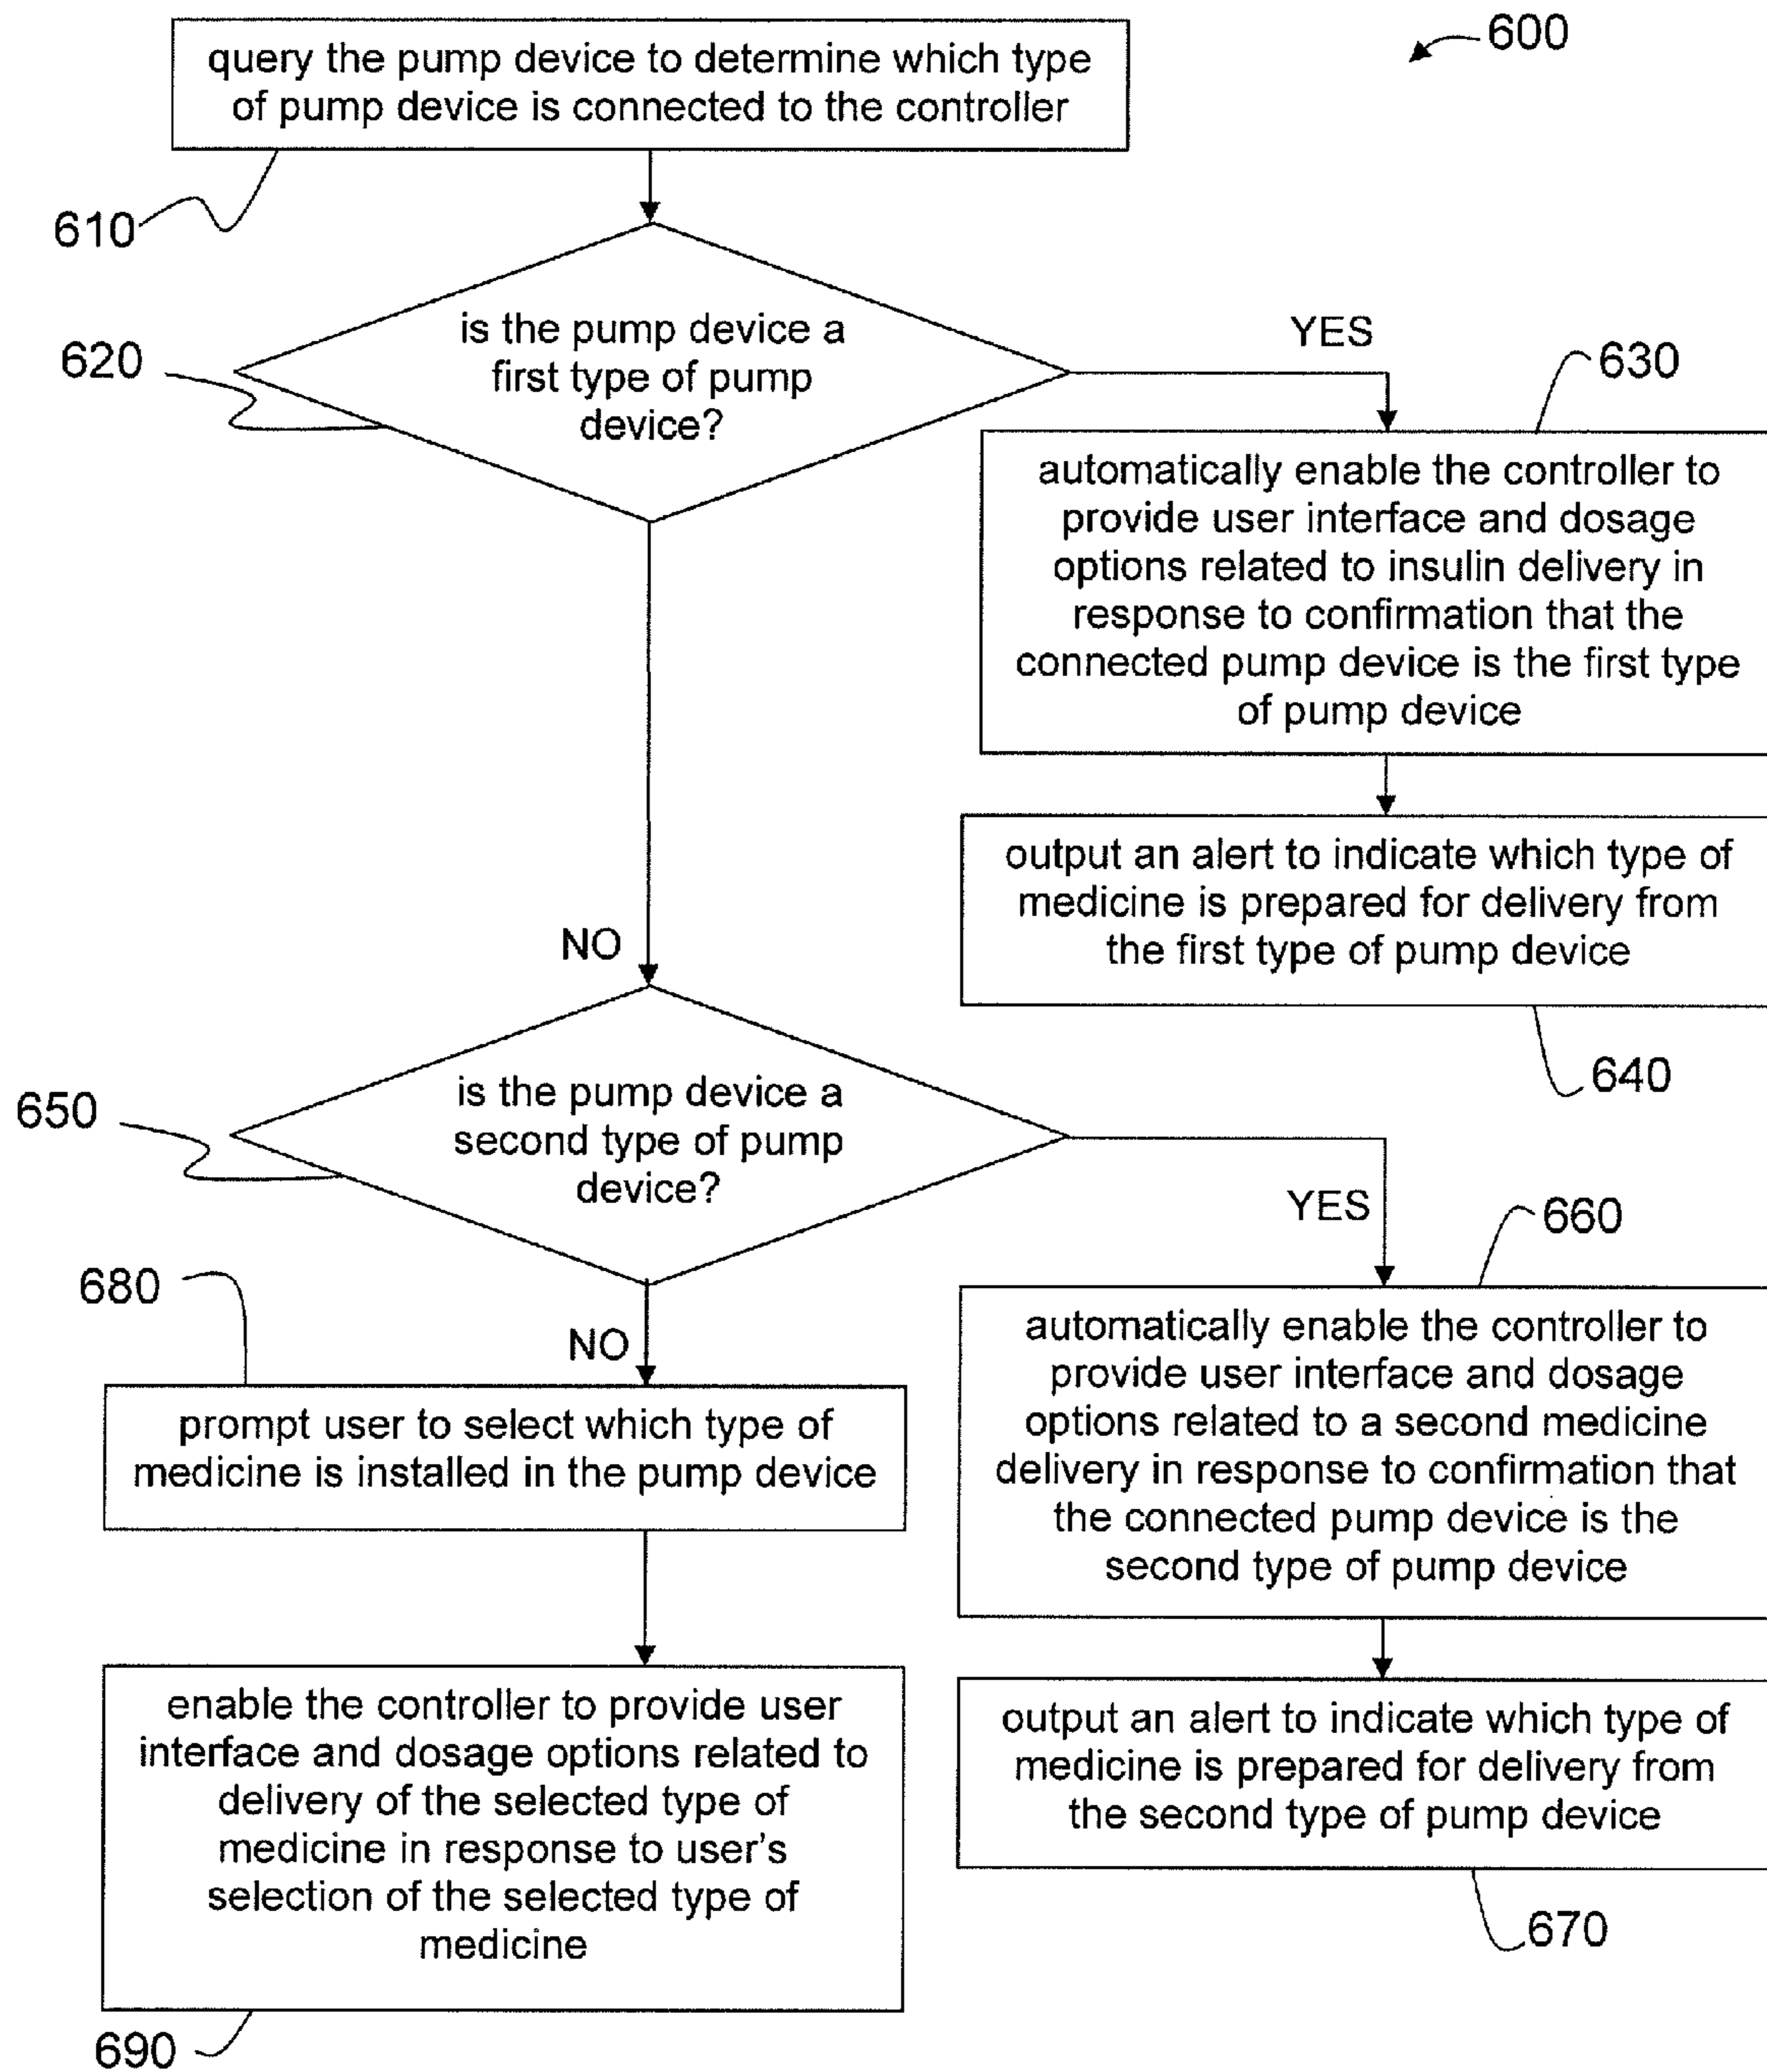 600
query the pump device to determine which type
of pump device is connected to the controller
610
is the pump device a
first type of pump
device?
620
YES
630
automatically enable the controller to
provide user interface and dosage
options related to insulin delivery in
response to confirmation that the
connected pump device is the first type
of pump device
output an alert to indicate which type of
medicine is prepared for delivery from
the first type of pump device
640
NO
is the pump device a
second type of pump
device?
650
YES
660
automatically enable the controller to
provide user interface and dosage
options related to a second medicine
delivery in response to confirmation that
the connected pump device is the
second type of pump device
output an alert to indicate which type of
medicine is prepared for delivery from
the second type of pump device
670
680
NO
prompt user to select which type of
medicine is installed in the pump device
enable the controller to provide user
interface and dosage options related to
delivery of the selected type of
medicine in response to user's
selection of the selected type of
medicine
690